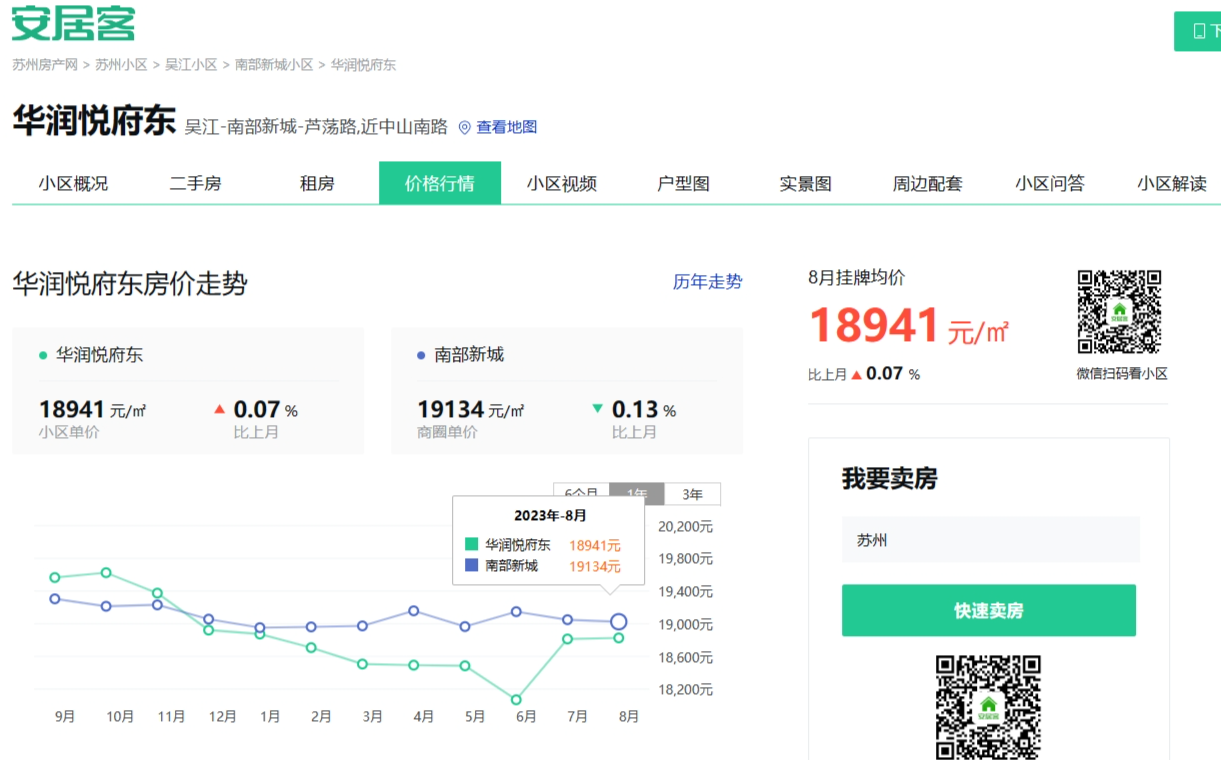 安居客
下
苏州房产网 > 苏州小区 > 吴江小区 > 南部新城小区 > 华润悦府东
华润悦府东 吴江-南部新城-芦荡路,近中山南路 查看地图
小区概况 二手房 租房 价格行情 小区视频 户型图 实景图 周边配套 小区问答 小区解读
华润悦府东房价走势 历年走势
华润悦府东
18941 元/㎡ 0.07 %
小区单价 比上月
南部新城
19134 元/㎡ 0.13 %
商圈单价 比上月
6个月 1年 3年
2023年-8月
华润悦府东 18941元
南部新城 19134元
20,200元
19,800元
19,400元
19,000元
18,600元
18,200元
9月 10月 11月 12月 1月 2月 3月 4月 5月 6月 7月 8月
8月挂牌均价
18941 元/㎡
比上月 0.07 %
安居客
微信扫码看小区
我要卖房
苏州
快速卖房
安居客